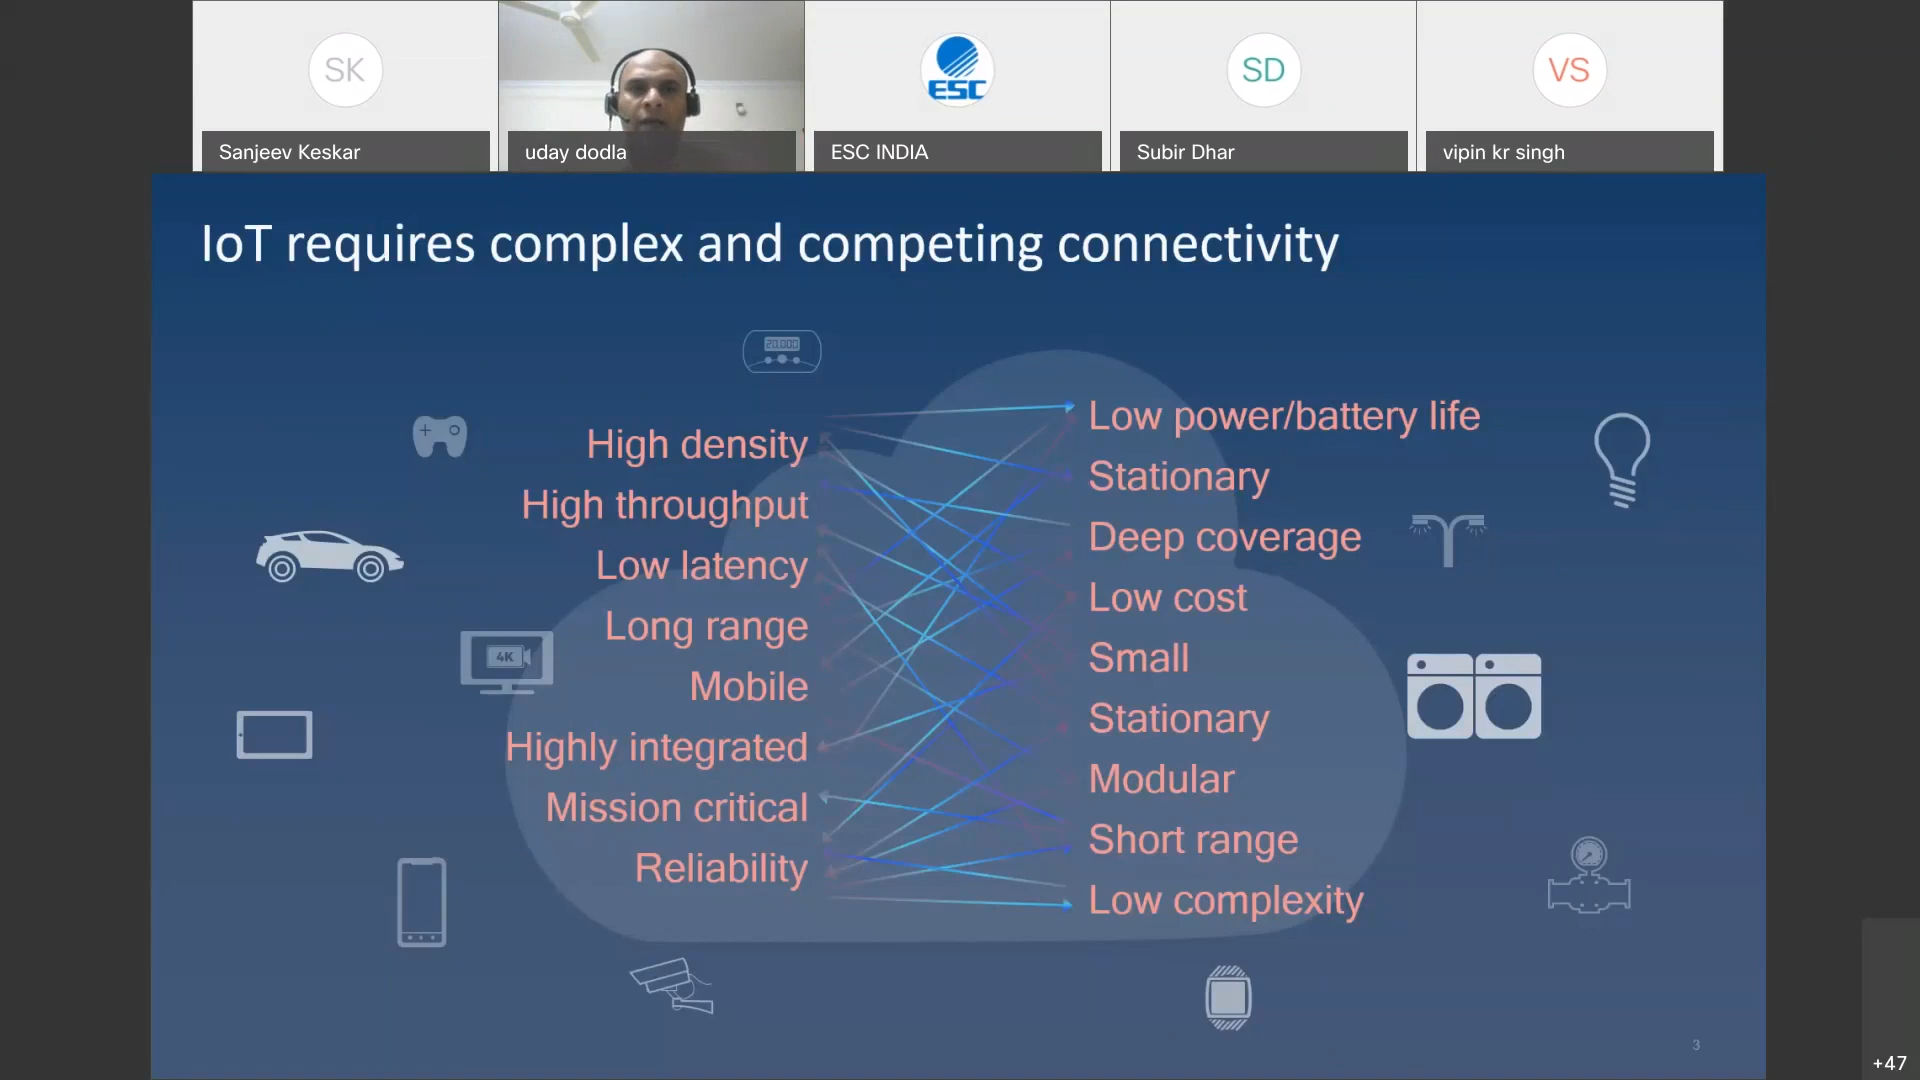 SK
SD
VS
ESC
Sanjeev Keskar
uday dodla
ESC INDIA
Subir Dhar
vipin kr singh
IoT requires complex and competing connectivity
20:000
4K
High density
High throughput
Low latency
Long range
Mobile
Highly integrated
Mission critical
Reliability
Low power/battery life
Stationary
Deep coverage
Low cost
Small
Stationary
Modular
Short range
Low complexity
3
+47